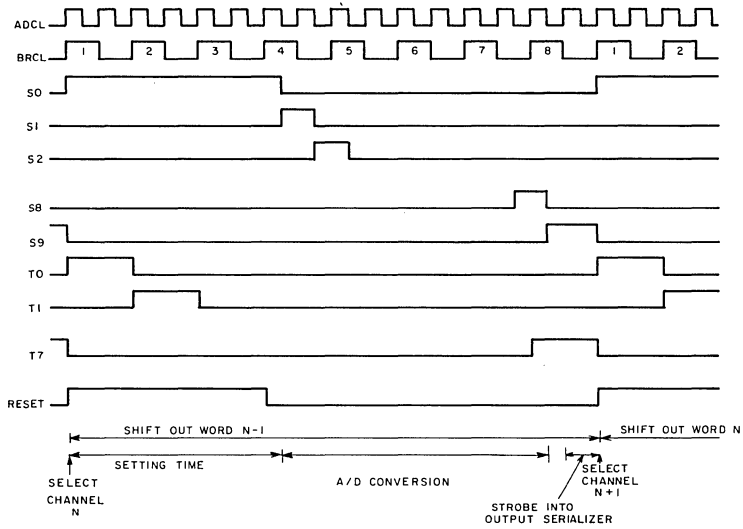 ADCL
BRCL 1 2 3 4 5 6 7 8 1 2
S0
S1
S2
S8
S9
T0
T1
T7
RESET
SHIFT OUT WORD N-1
SHIFT OUT WORD N
SETTING TIME
A/D CONVERSION
SELECT
CHANNEL
N
SELECT
CHANNEL
N+1
STROBE INTO
OUTPUT SERIALIZER